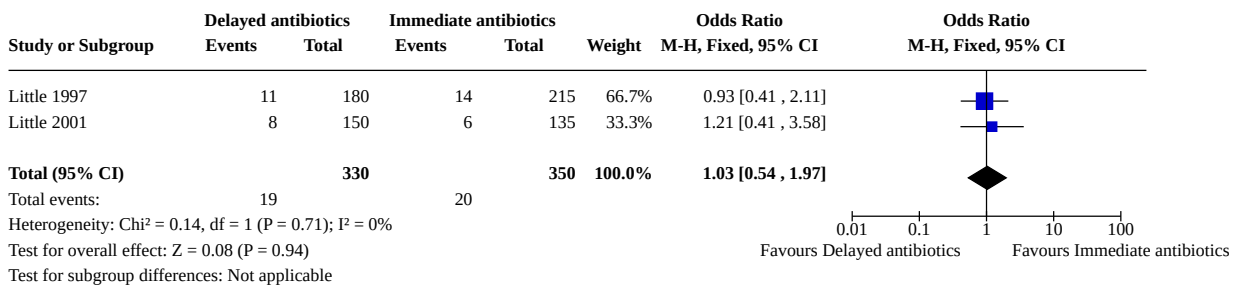 Delayed antibiotics Immediate antibiotics Odds Ratio Odds Ratio
Study or Subgroup Events Total Events Total Weight M-H, Fixed, 95% CI M-H, Fixed, 95% CI
Little 1997 11 180 14 215 66.7% 0.93 [0.41 , 2.11]
Little 2001 8 150 6 135 33.3% 1.21 [0.41 , 3.58]
Total (95% CI) 330 350 100.0% 1.03 [0.54 , 1.97]
Total events: 19 20
Heterogeneity: Chi² = 0.14, df = 1 (P = 0.71); I² = 0%
0.01 0.1 1 10 100
Test for overall effect: Z = 0.08 (P = 0.94) Favours Delayed antibiotics Favours Immediate antibiotics
Test for subgroup differences: Not applicable